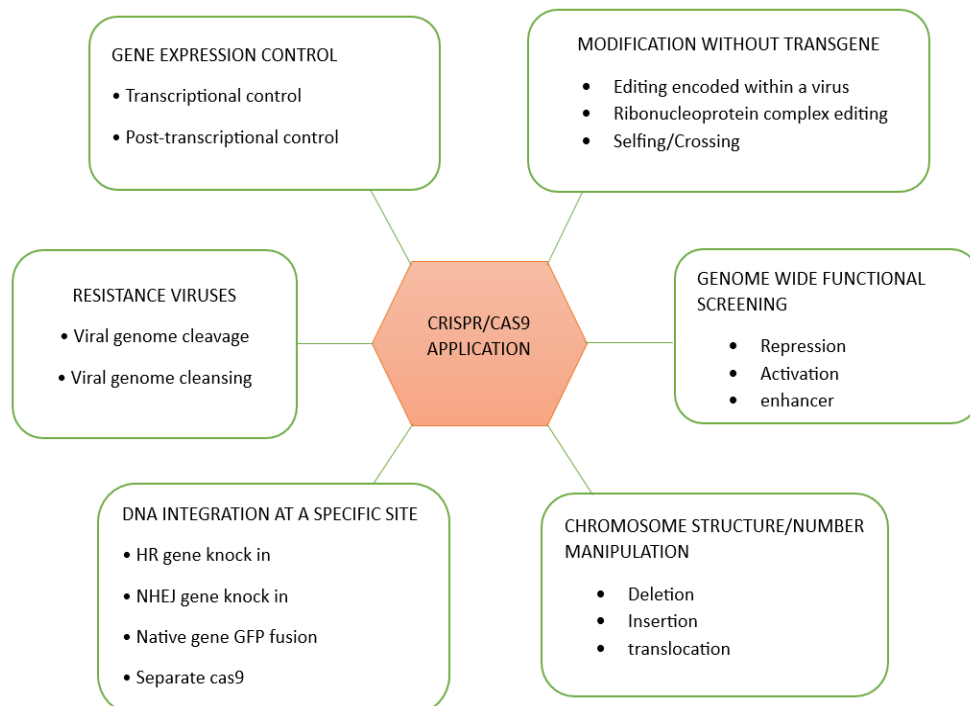 GENE EXPRESSION CONTROL
• Transcriptional control
• Post-transcriptional control
MODIFICATION WITHOUT TRANSGENE
• Editing encoded within a virus
• Ribonucleoprotein complex editing
• Selfing/Crossing
RESISTANCE VIRUSES
• Viral genome cleavage
• Viral genome cleansing
CRISPR/CAS9
APPLICATION
GENOME WIDE FUNCTIONAL
SCREENING
• Repression
• Activation
• enhancer
DNA INTEGRATION AT A SPECIFIC SITE
• HR gene knock in
• NHEJ gene knock in
• Native gene GFP fusion
• Separate cas9
CHROMOSOME STRUCTURE/NUMBER
MANIPULATION
• Deletion
• Insertion
• translocation